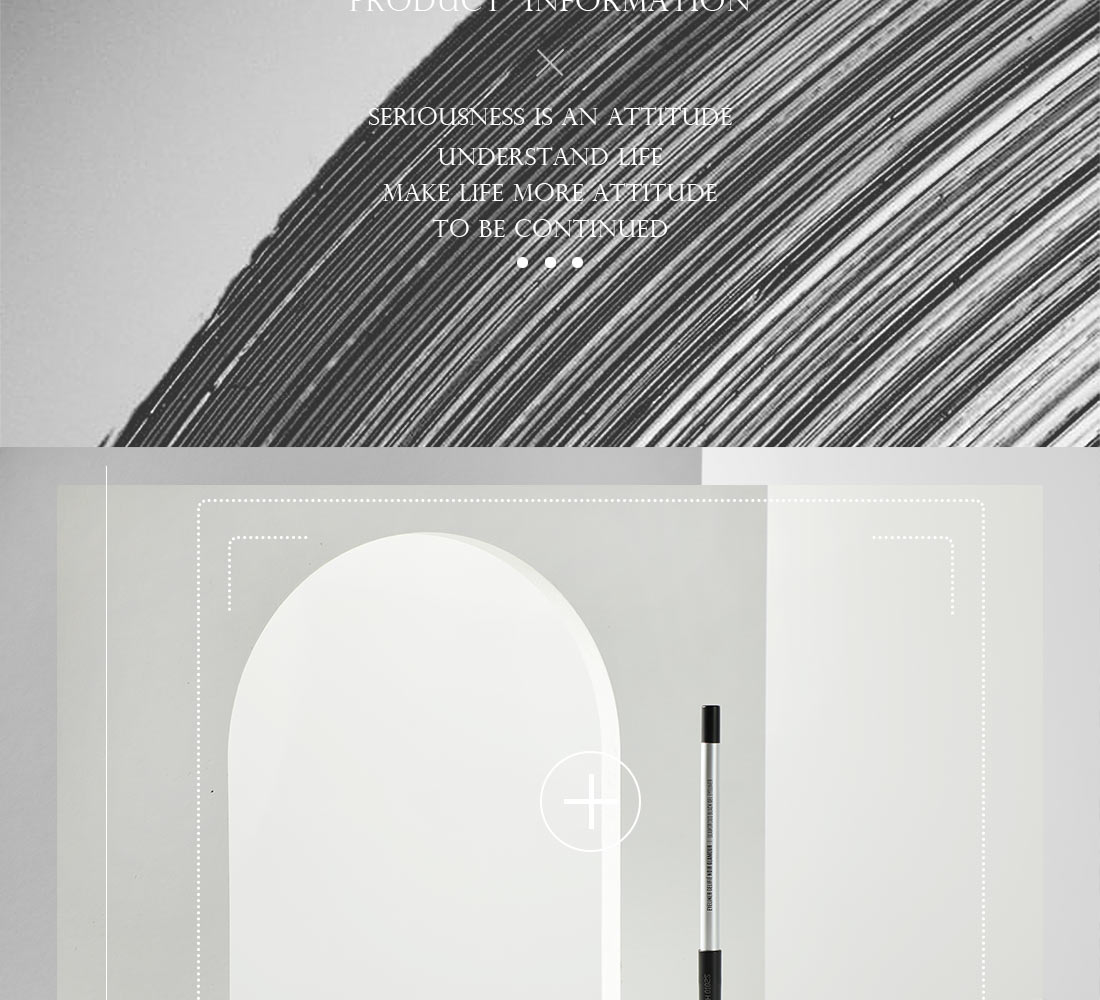 PRODUCT INFORMATION
SERIOUSNESS IS AN ATTITUDE
UNDERSTAND LIFE
MAKE LIFE MORE ATTITUDE
TO BE CONTINUED